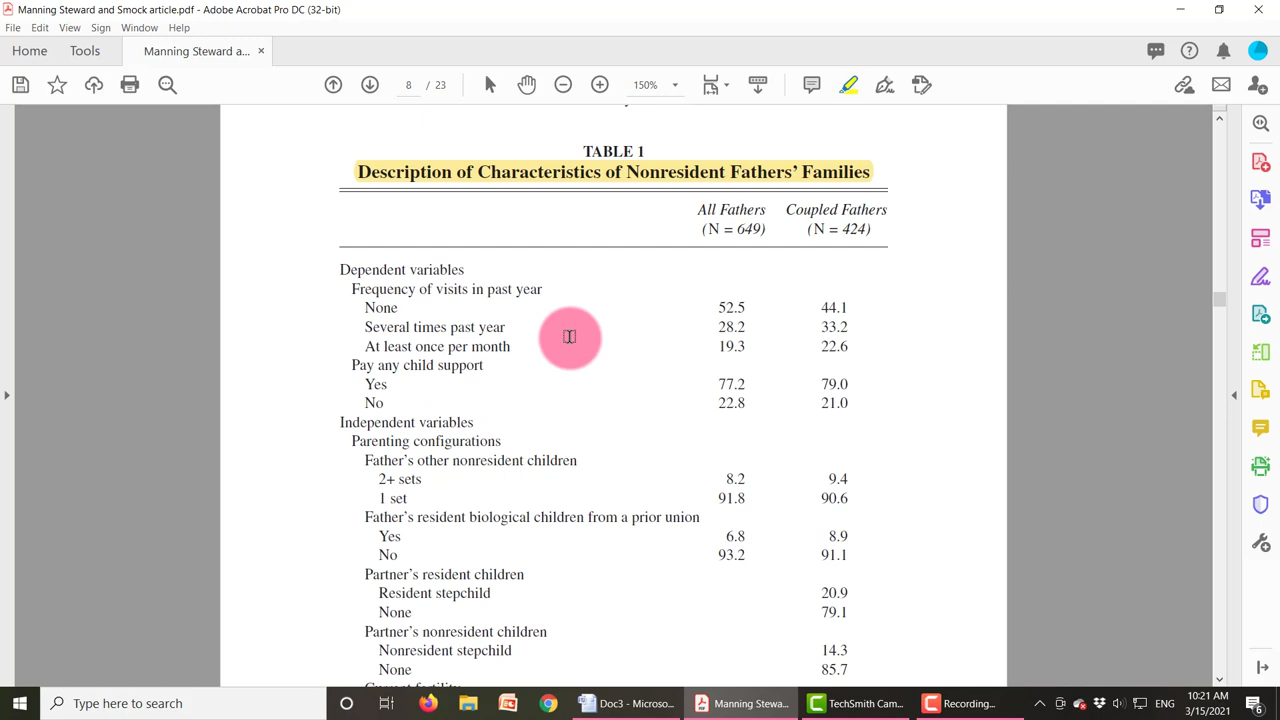 Manning Steward and Smock article.pdf - Adobe Acrobat Pro DC (32-bit)
File Edit View Sign Window Help
Home Tools Manning Steward a... ×
8 / 23 150%
TABLE 1
Description of Characteristics of Nonresident Fathers' Families
All Fathers Coupled Fathers
(N = 649) (N = 424)
Dependent variables
Frequency of visits in past year
None 52.5 44.1
Several times past year 28.2 33.2
At least once per month 19.3 22.6
Pay any child support
Yes 77.2 79.0
No 22.8 21.0
Independent variables
Parenting configurations
Father's other nonresident children
2+ sets 8.2 9.4
1 set 91.8 90.6
Father's resident biological children from a prior union
Yes 6.8 8.9
No 93.2 91.1
Partner's resident children
Resident stepchild 20.9
None 79.1
Partner's nonresident children
Nonresident stepchild 14.3
None 85.7
Type here to search Doc3 - Microso... Manning Stewa... TechSmith Cam... Recording... ENG 10:21 AM
3/15/2021 6